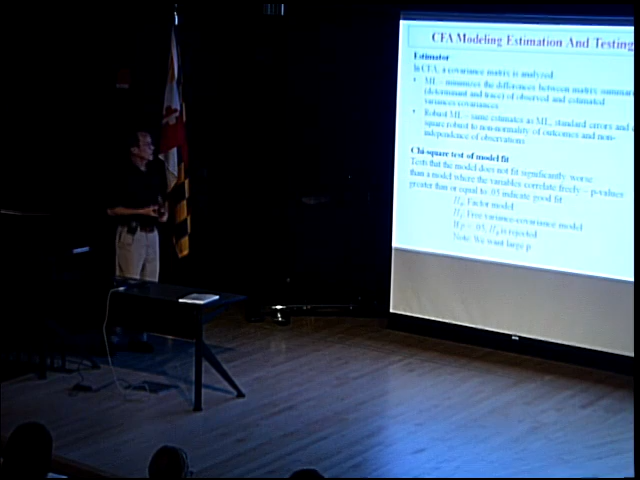 CFA Modeling Estimation And Testing
Estimator
In CFA, a covariance matrix is analyzed.
• ML – minimizes the differences between matrix summaries
(determinant and trace) of observed and estimated
variances/covariances
• Robust ML – same estimates as ML, standard errors and
square robust to non-normality of outcomes and non-
independence of observations
Chi-square test of model fit
Tests that the model does not fit significantly worse
than a model where the variables correlate freely – p-values
greater than or equal to .05 indicate good fit
H0: Factor model
H1: Free variance-covariance model
If p < .05, H0 is rejected
Note: We want large p